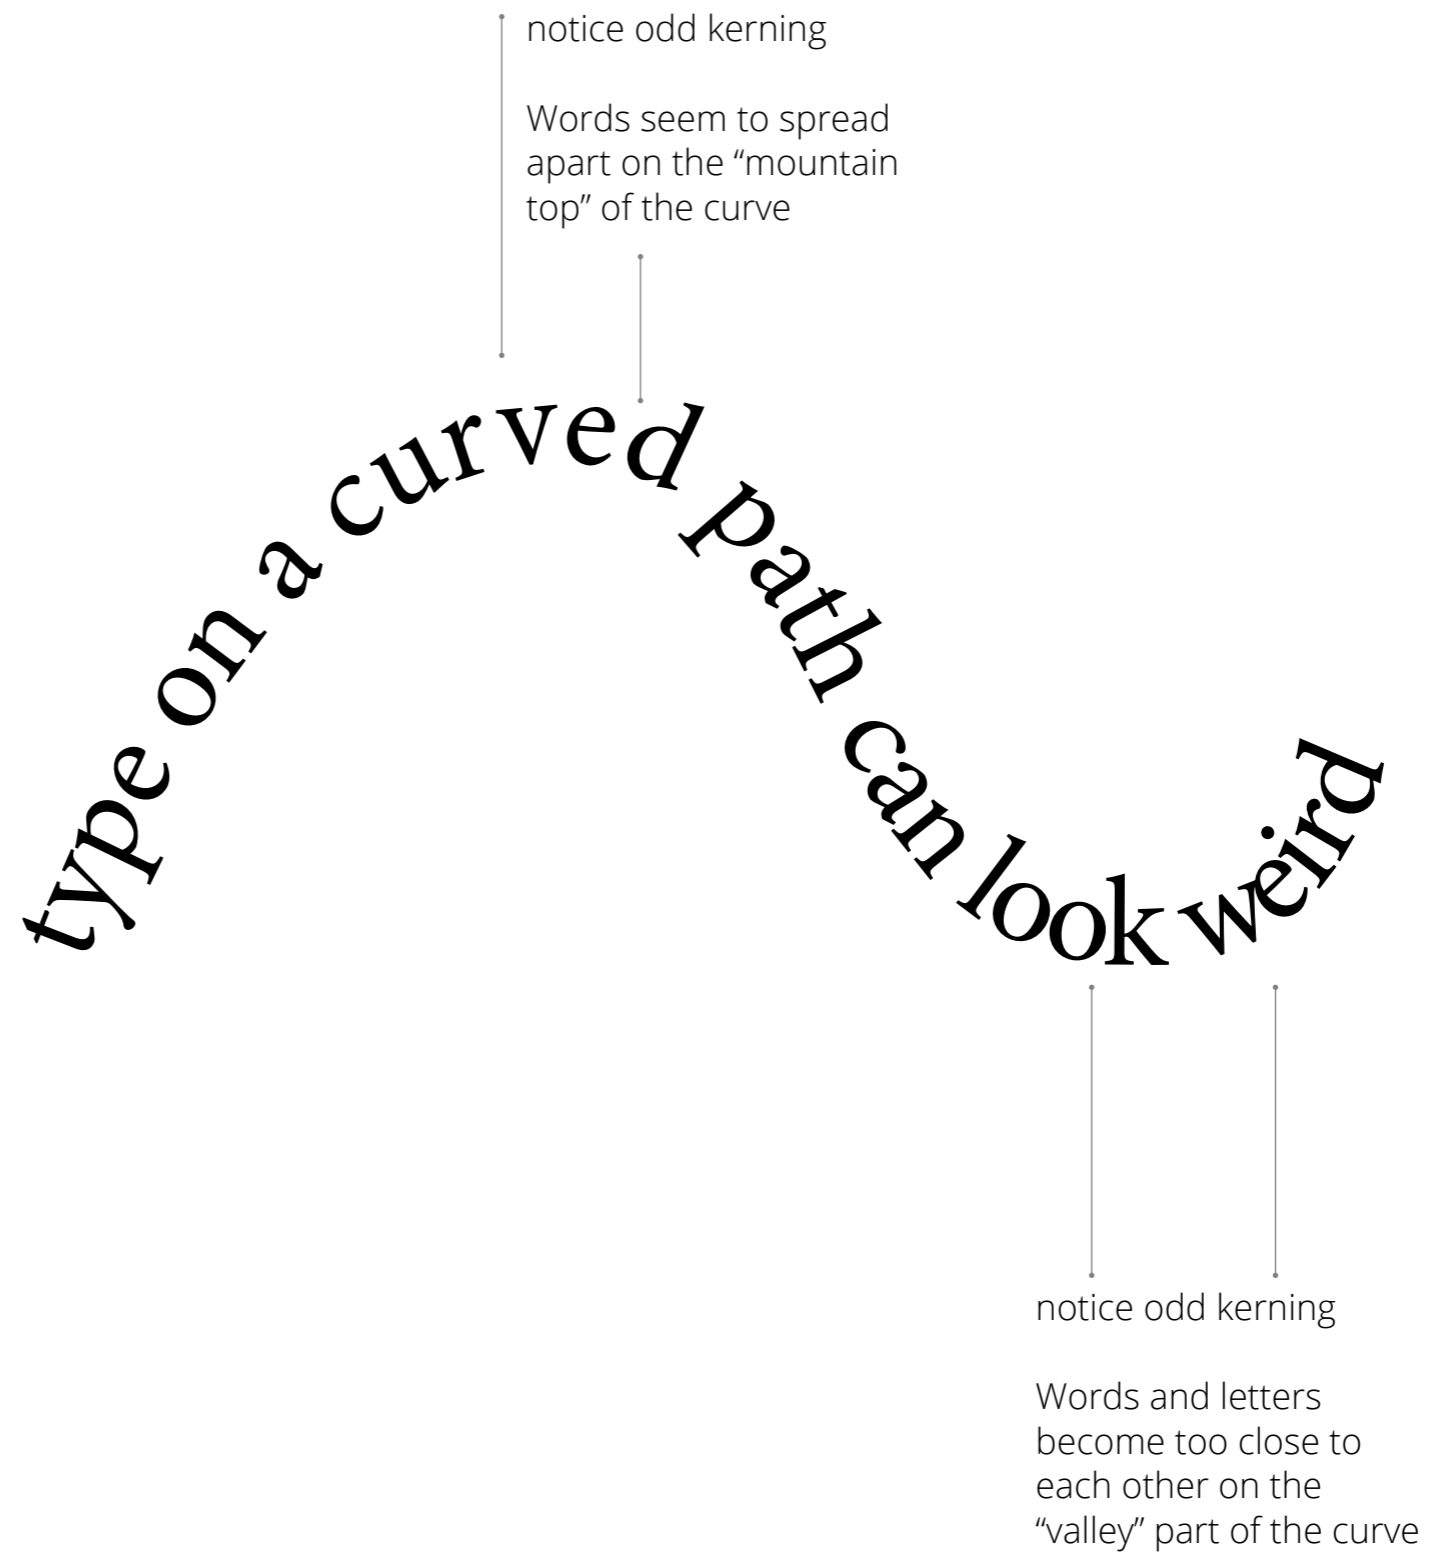 notice odd kerning
Words seem to spread
apart on the “mountain
top” of the curve
type on a curved path can look weird
notice odd kerning
Words and letters
become too close to
each other on the
“valley” part of the curve